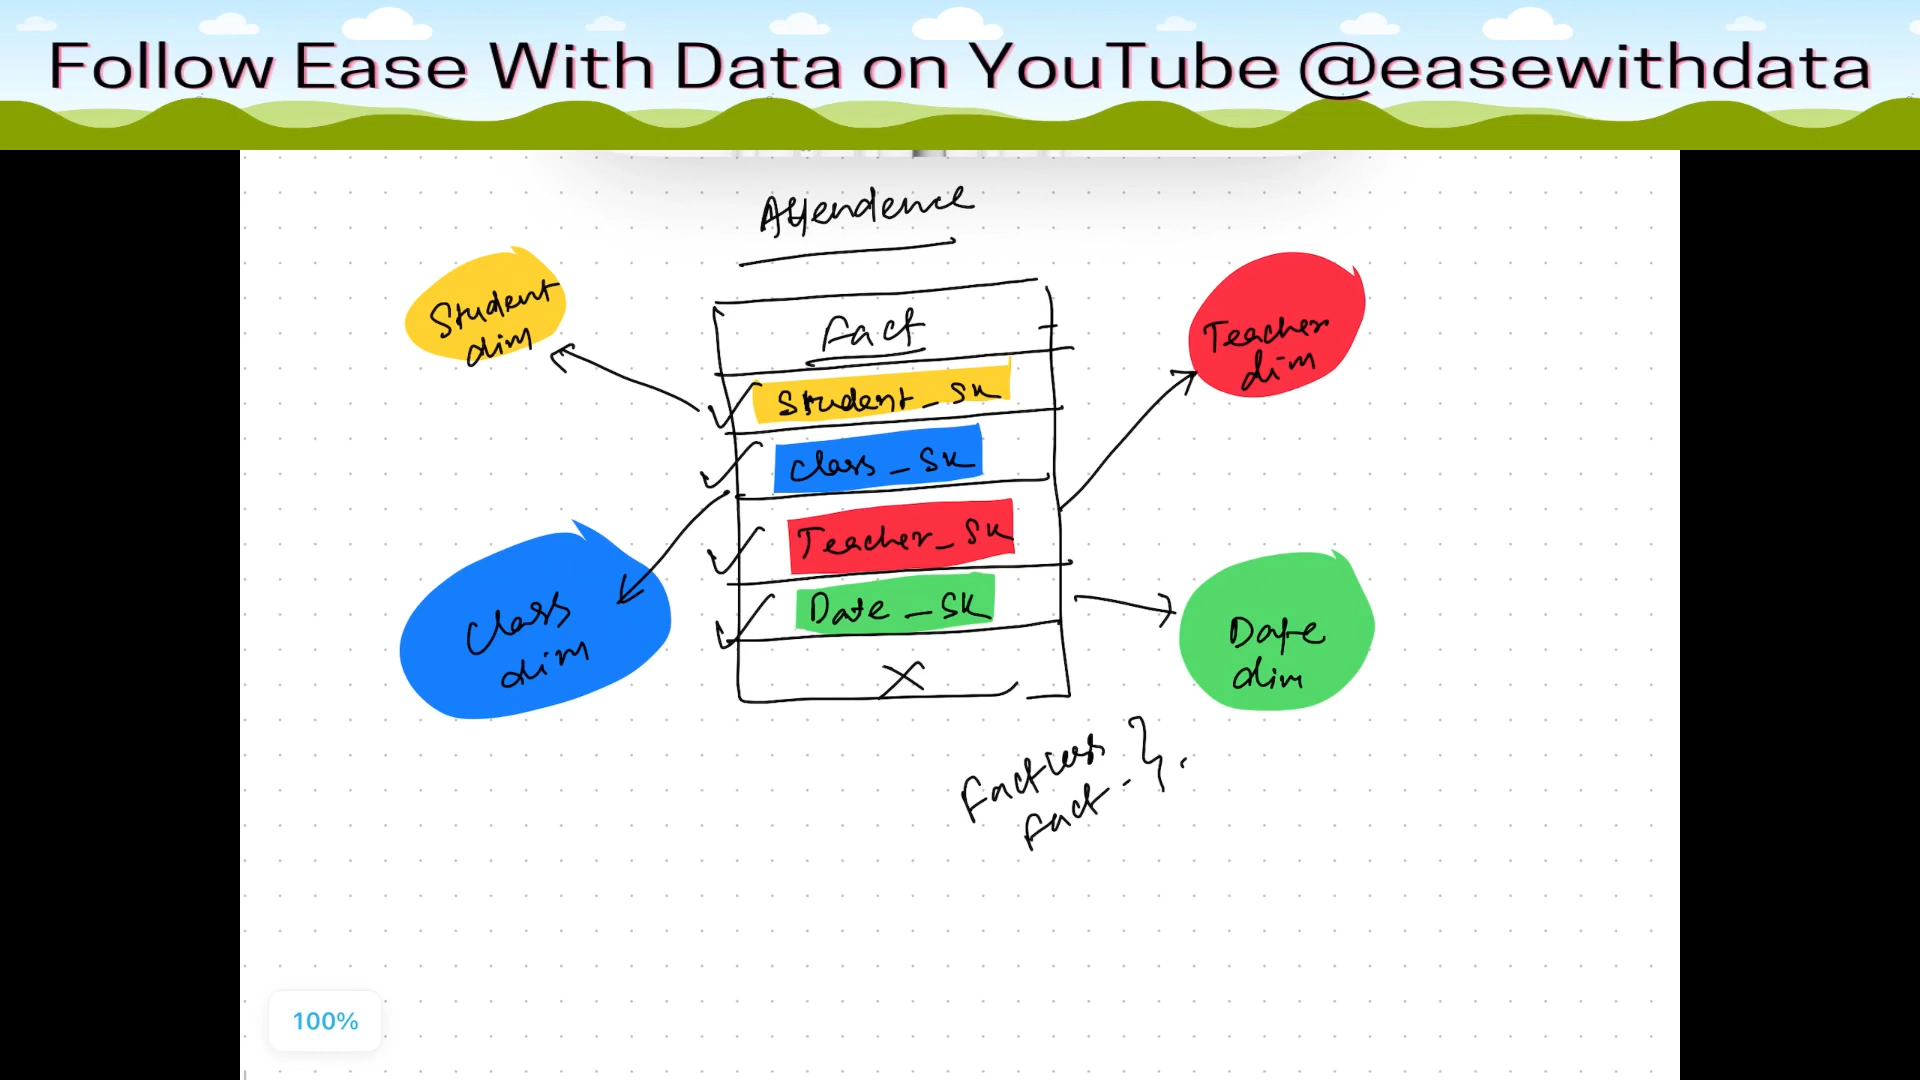 Follow Ease With Data on YouTube @easewithdata
Attendence
Student
dim
Teacher
dim
Fact
Student_SK
Class_SK
Teacher_SK
Date_SK
X
Class
dim
Date
dim
Factless
Fact
100%